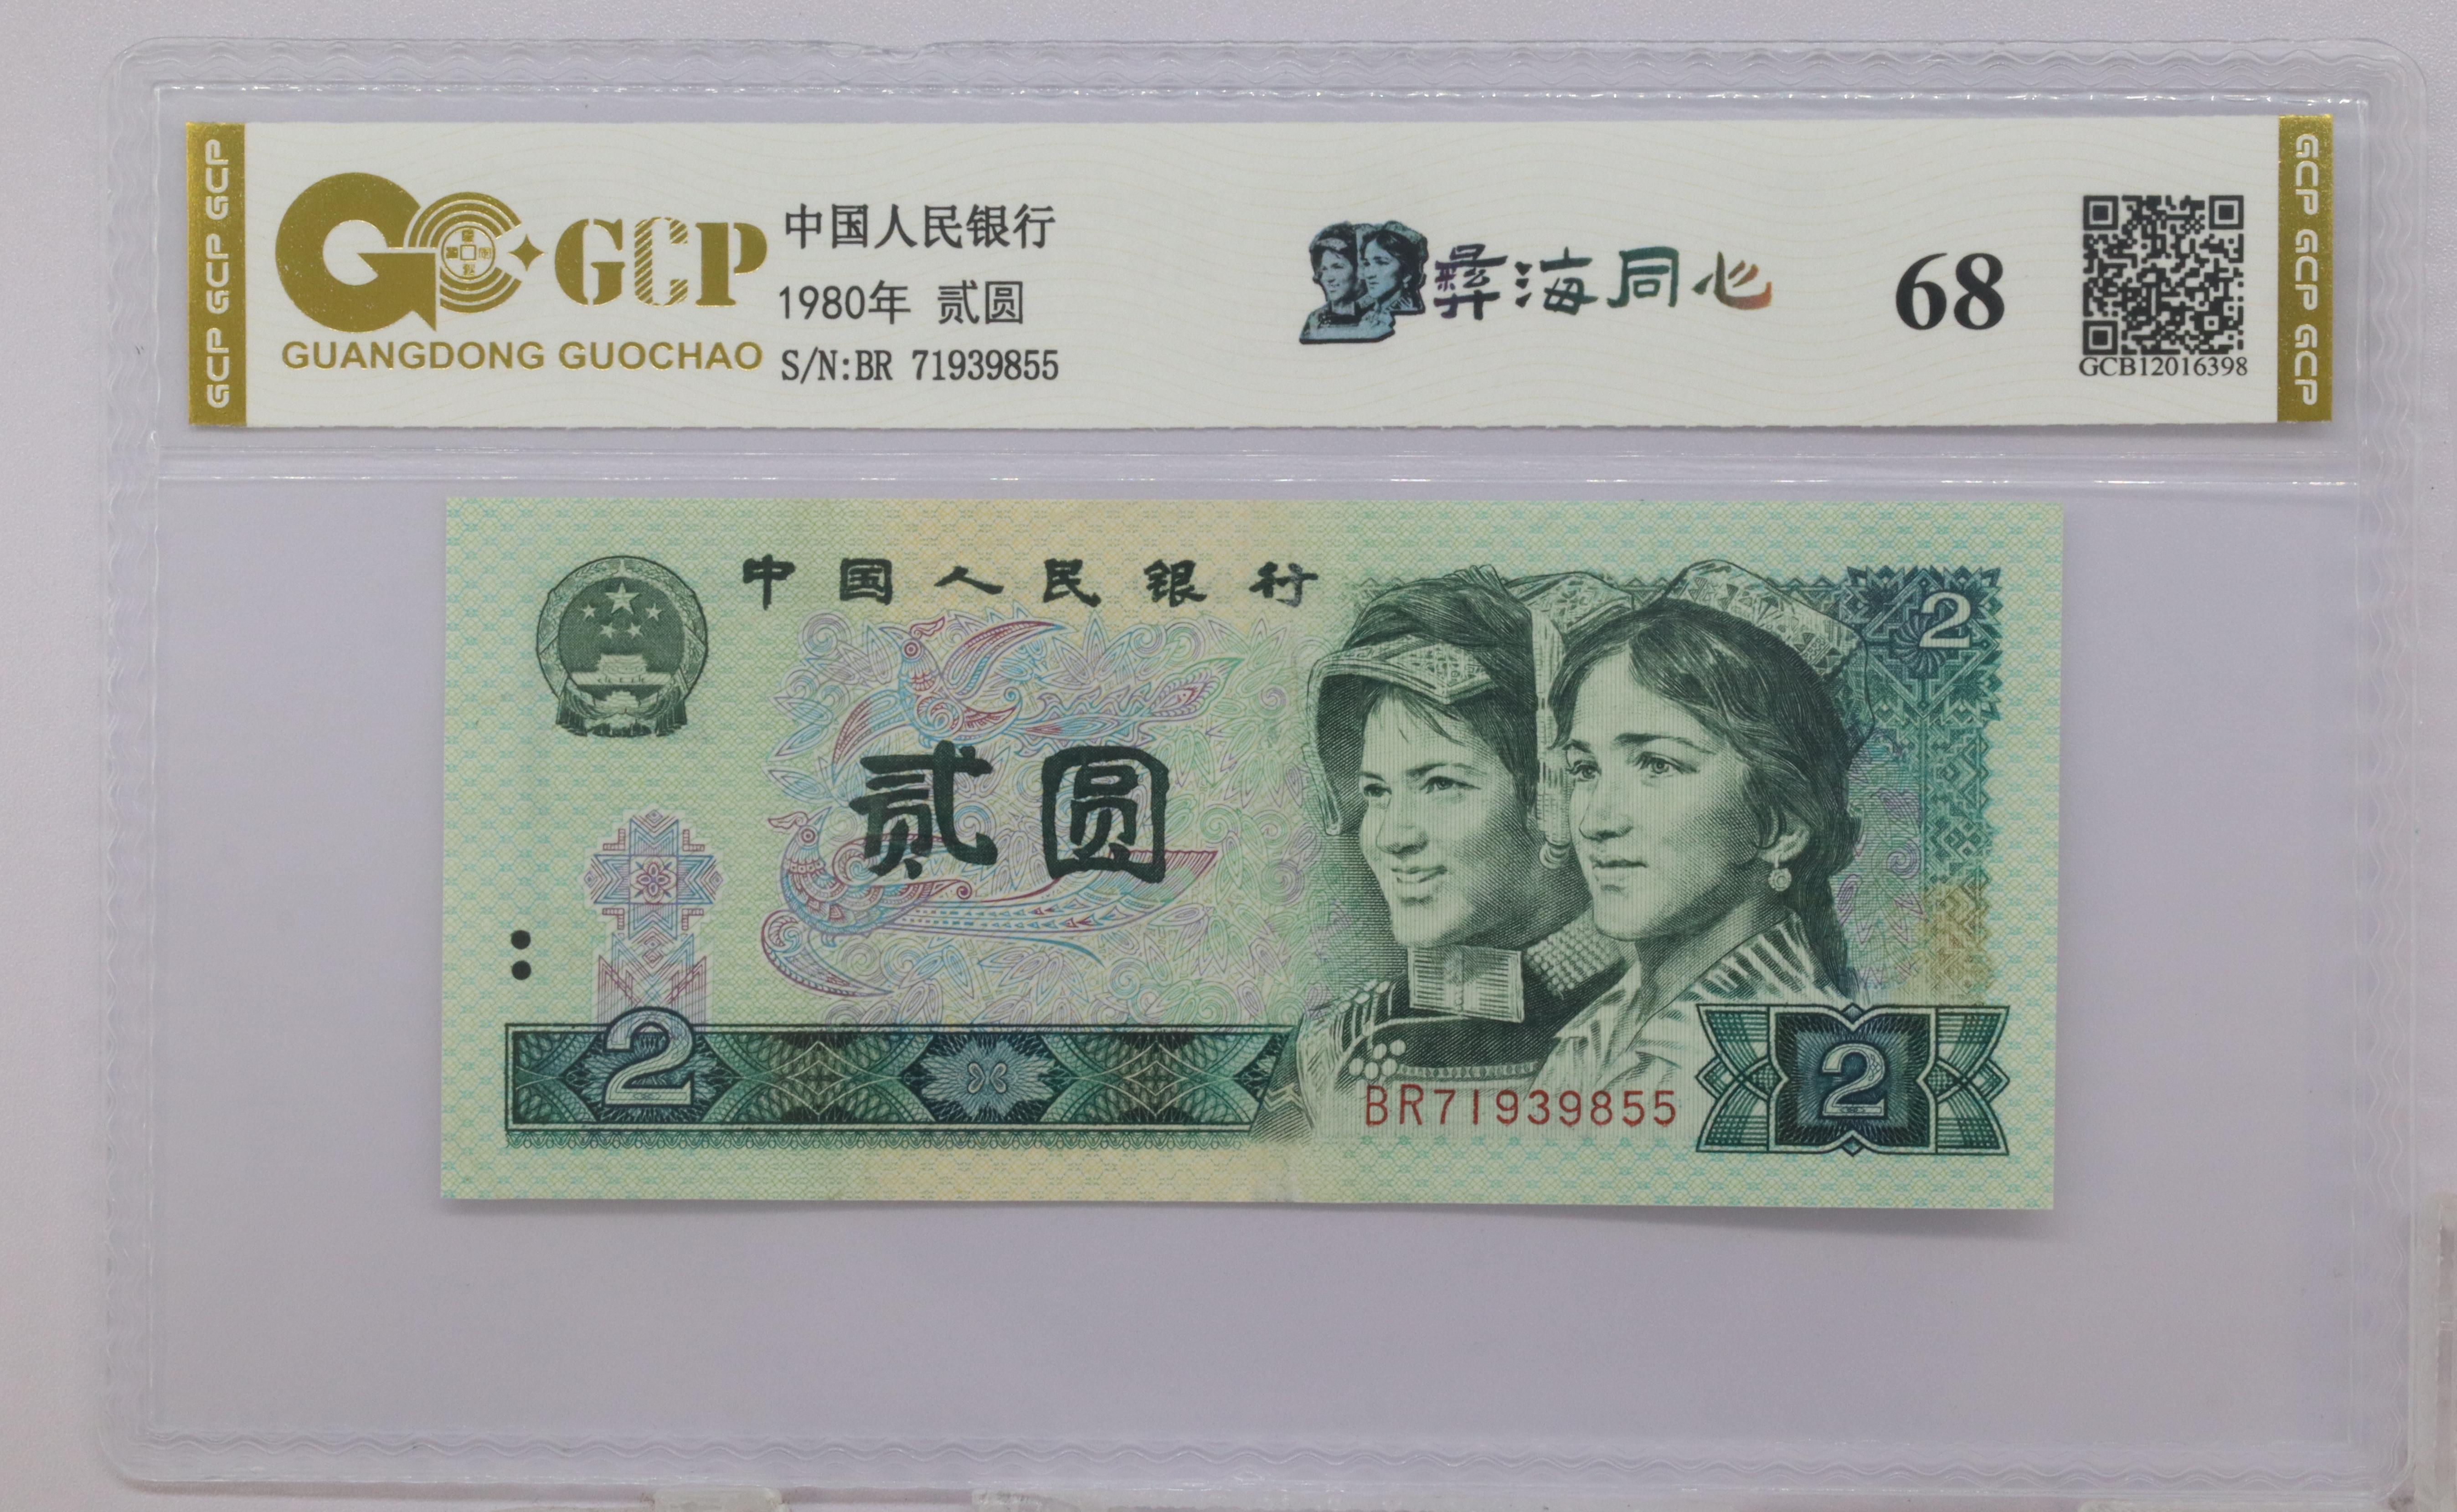 GCP GCP GCP
GCP
GUANGDONG GUOCHAO
中国人民银行
1980年 贰圆
S/N:BR 71939855
彝海同心
68
GCB12016398
GCP GCP GCP
中国人民银行
2
贰圆
2
BR71939855
2